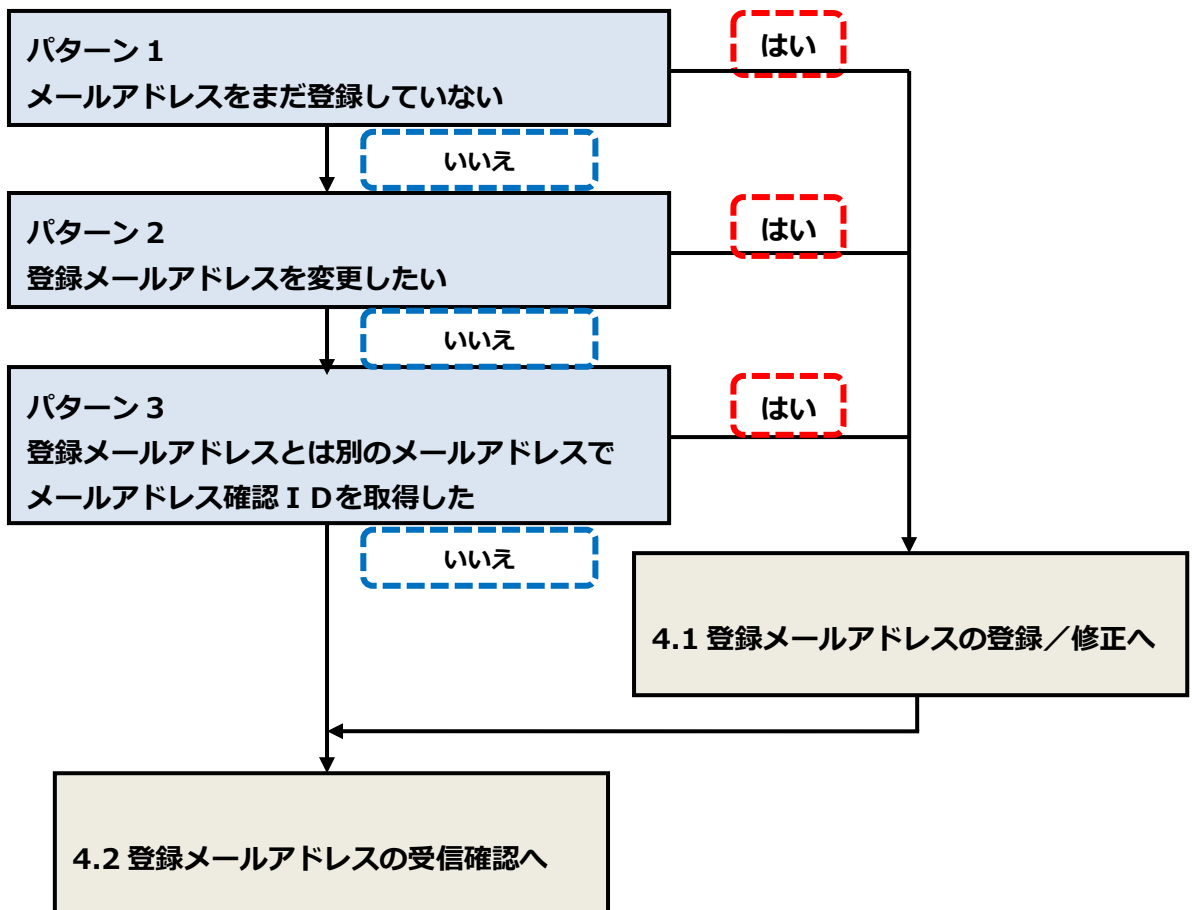 パターン１
メールアドレスをまだ登録していない
はい
いいえ
パターン２
登録メールアドレスを変更したい
はい
いいえ
パターン３
登録メールアドレスとは別のメールアドレスで
メールアドレス確認ＩＤを取得した
はい
いいえ
4.1 登録メールアドレスの登録／修正へ
4.2 登録メールアドレスの受信確認へ